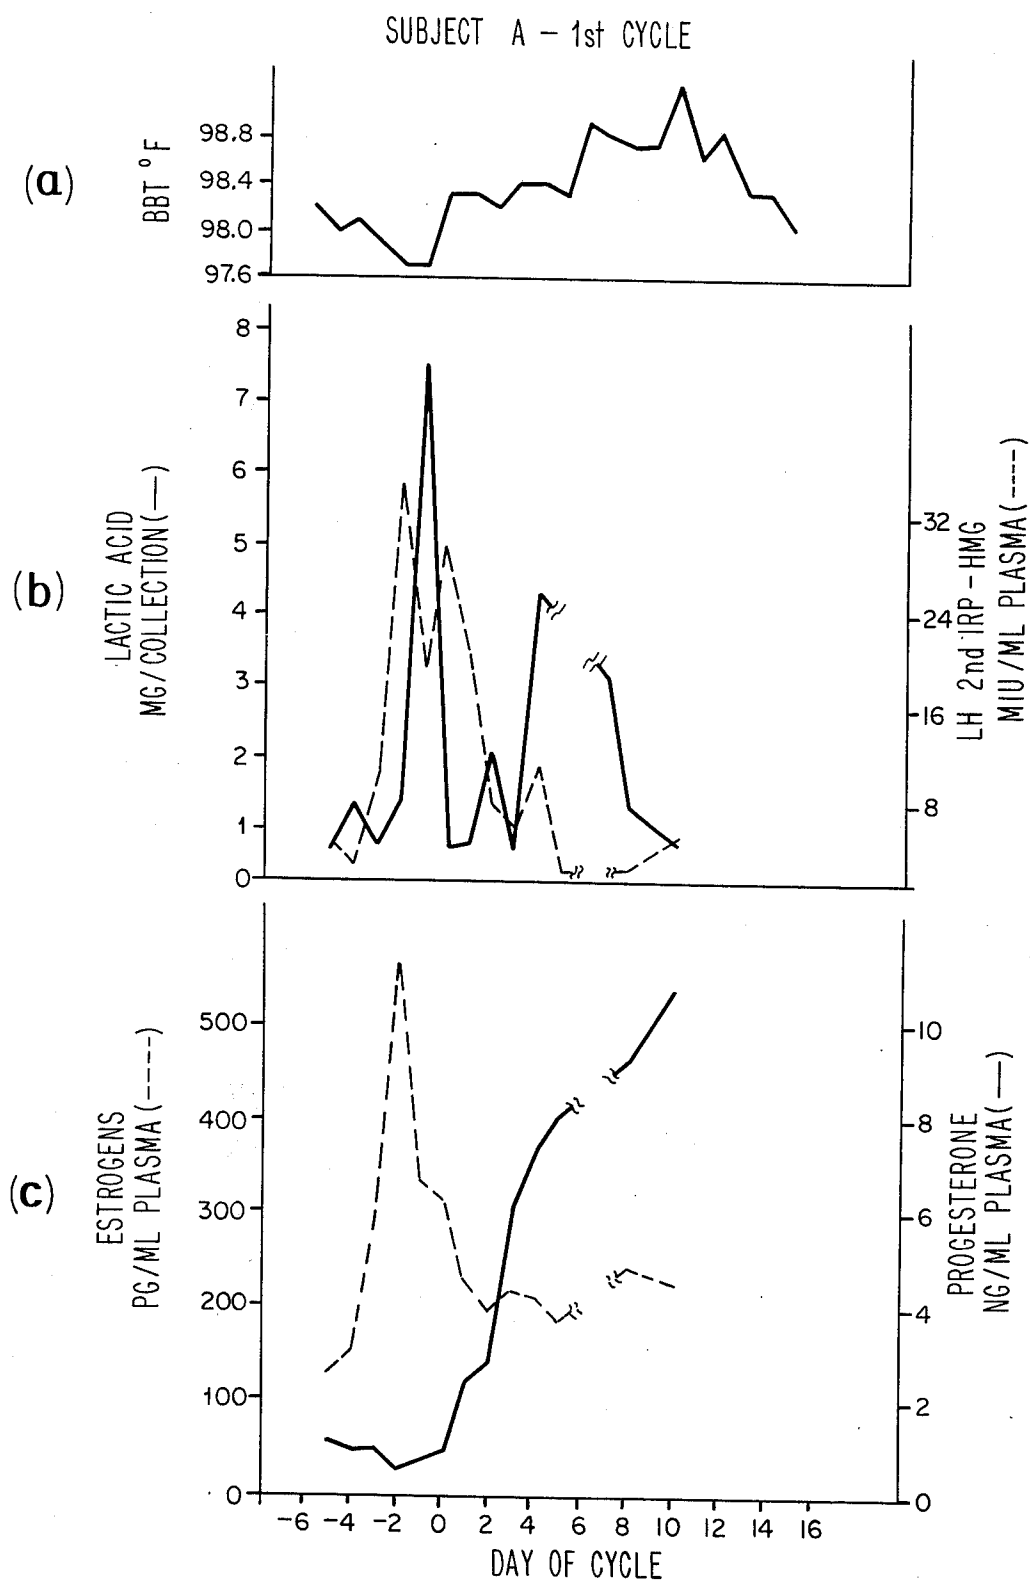 SUBJECT A - 1st CYCLE
(a)
BBT °F
98.8
98.4
98.0
97.6
(b)
LACTIC ACID
MG/COLLECTION(—)
8
7
6
5
4
3
2
1
0
32
24
16
8
LH 2nd IRP-HMG
MIU/ML PLASMA(----)
(c)
ESTROGENS
PG/ML PLASMA(----)
500
400
300
200
100
0
10
8
6
4
2
0
PROGESTERONE
NG/ML PLASMA(—)
-6 -4 -2 0 2 4 6 8 10 12 14 16
DAY OF CYCLE